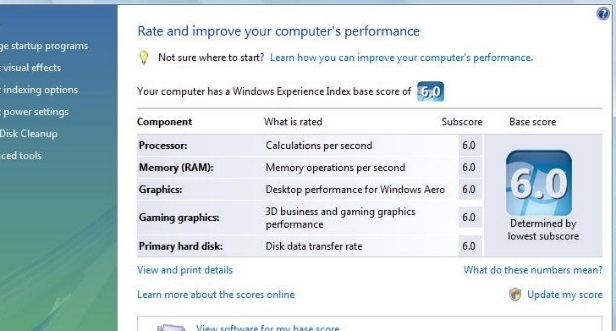 Rate and improve your computer's performance
ge startup programs
Not sure where to start? Learn how you can improve your computer's performance.
visual effects
indexing options
Your computer has a Windows Experience Index base score of 6.0
power settings
Component What is rated Subscore Base score
Disk Cleanup
Processor: Calculations per second 6.0
ced tools
Memory (RAM): Memory operations per second 6.0
Graphics: Desktop performance for Windows Aero 6.0
6.0
Gaming graphics: 3D business and gaming graphics
performance 6.0
Determined by
lowest subscore
Primary hard disk: Disk data transfer rate 6.0
View and print details What do these numbers mean?
Learn more about the scores online Update my score
View software for my base score